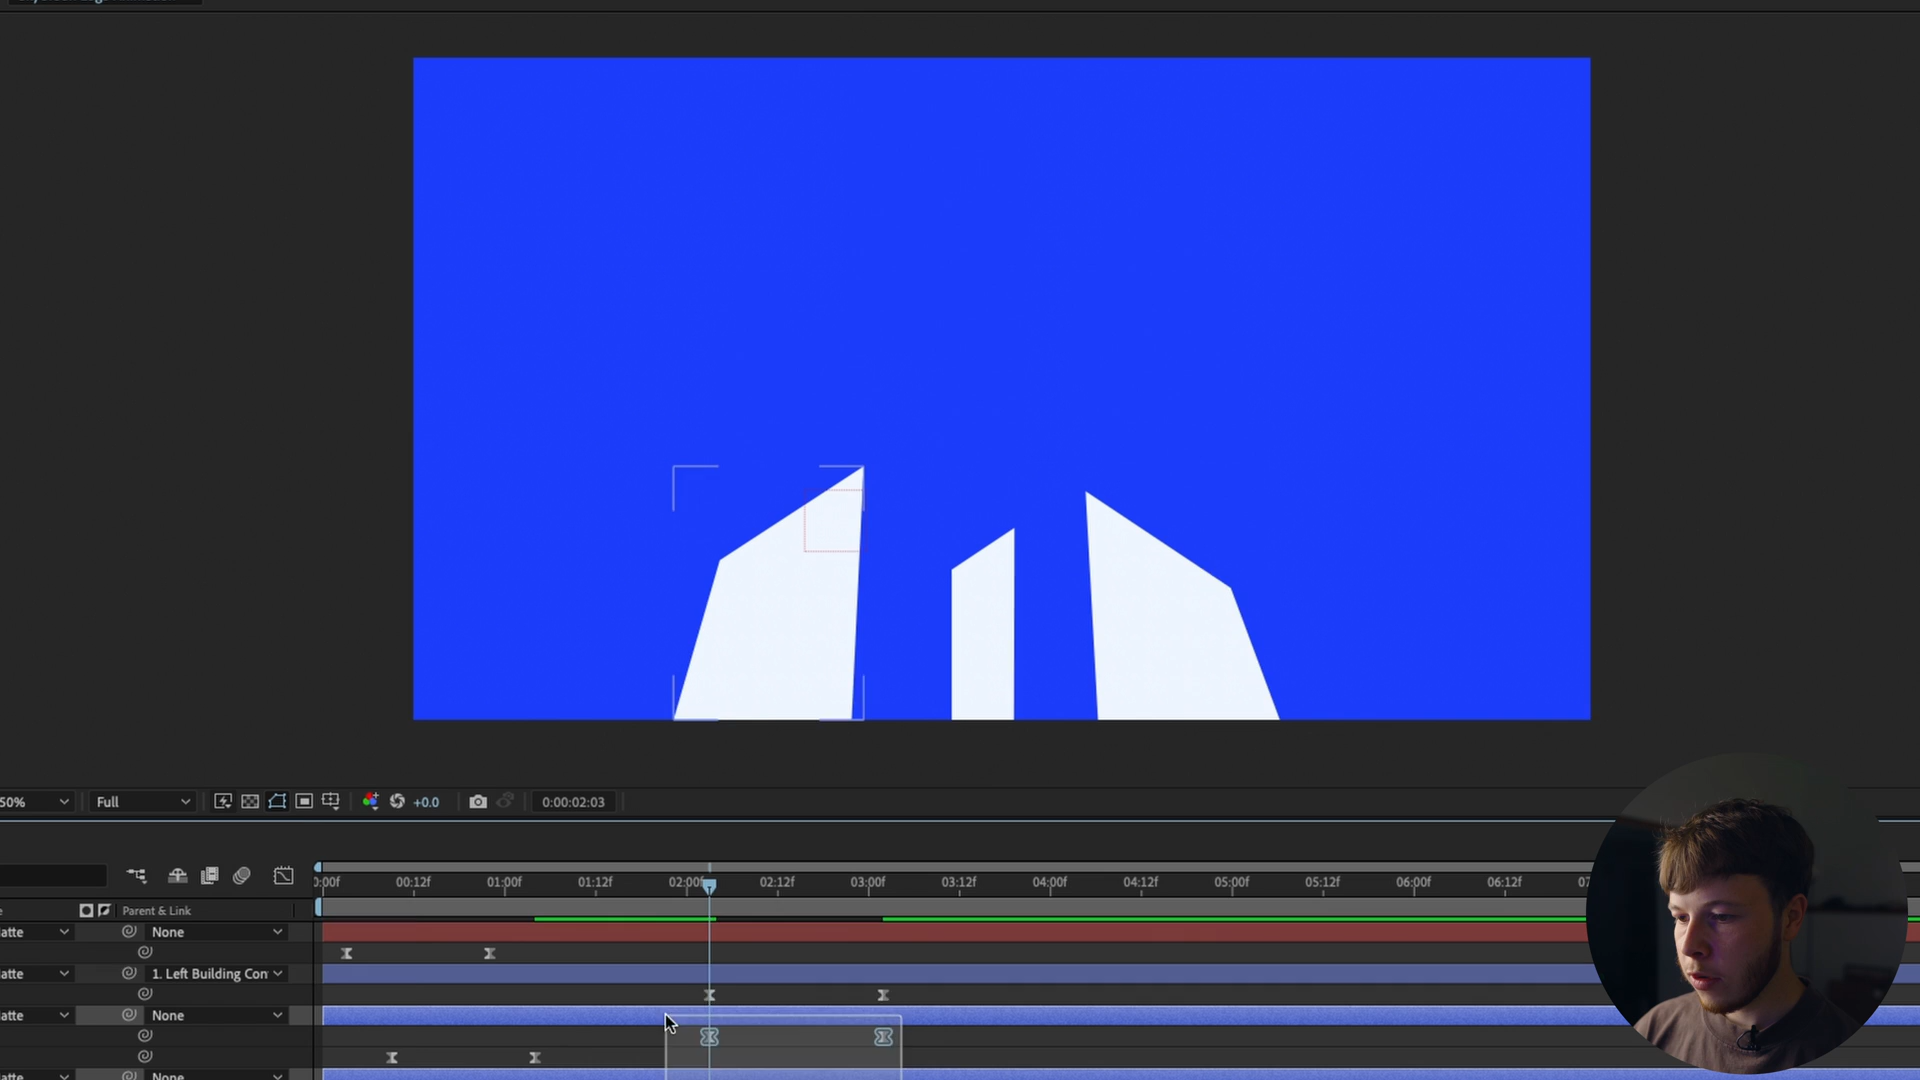 50%
Full
+0.0
0:00:02:03
0:00f 00:12f 01:00f 01:12f 02:00f 02:12f 03:00f 03:12f 04:00f 04:12f 05:00f 05:12f 06:00f 06:12f 07
Parent & Link
atte
None
atte
1. Left Building Con
atte
None
atte
None